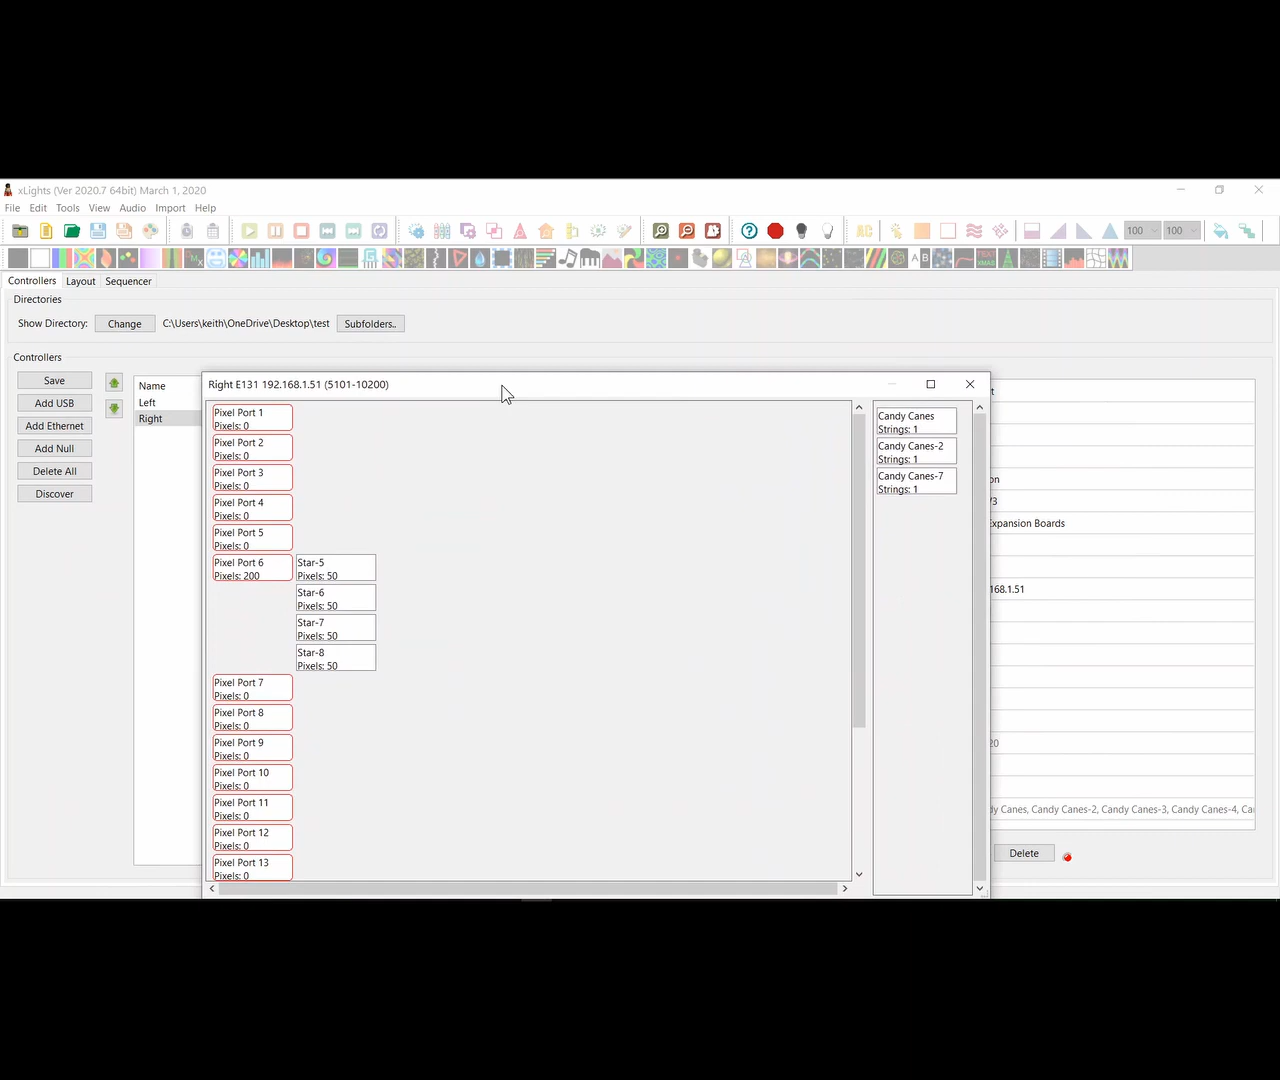 xLights (Ver 2020.7 64bit) March 1, 2020
File Edit Tools View Audio Import Help
100 100
Controllers Layout Sequencer
Directories
Show Directory: Change C:\Users\keith\OneDrive\Desktop\test Subfolders..
Controllers
Save
Add USB
Add Ethernet
Add Null
Delete All
Discover
Name
Left
Right
Right E131 192.168.1.51 (5101-10200)
Pixel Port 1
Pixels: 0
Pixel Port 2
Pixels: 0
Pixel Port 3
Pixels: 0
Pixel Port 4
Pixels: 0
Pixel Port 5
Pixels: 0
Pixel Port 6
Pixels: 200
Star-5
Pixels: 50
Star-6
Pixels: 50
Star-7
Pixels: 50
Star-8
Pixels: 50
Pixel Port 7
Pixels: 0
Pixel Port 8
Pixels: 0
Pixel Port 9
Pixels: 0
Pixel Port 10
Pixels: 0
Pixel Port 11
Pixels: 0
Pixel Port 12
Pixels: 0
Pixel Port 13
Pixels: 0
Candy Canes
Strings: 1
Candy Canes-2
Strings: 1
Candy Canes-7
Strings: 1
t
on
/3
Expansion Boards
168.1.51
20
dy Canes, Candy Canes-2, Candy Canes-3, Candy Canes-4, Ca
Delete